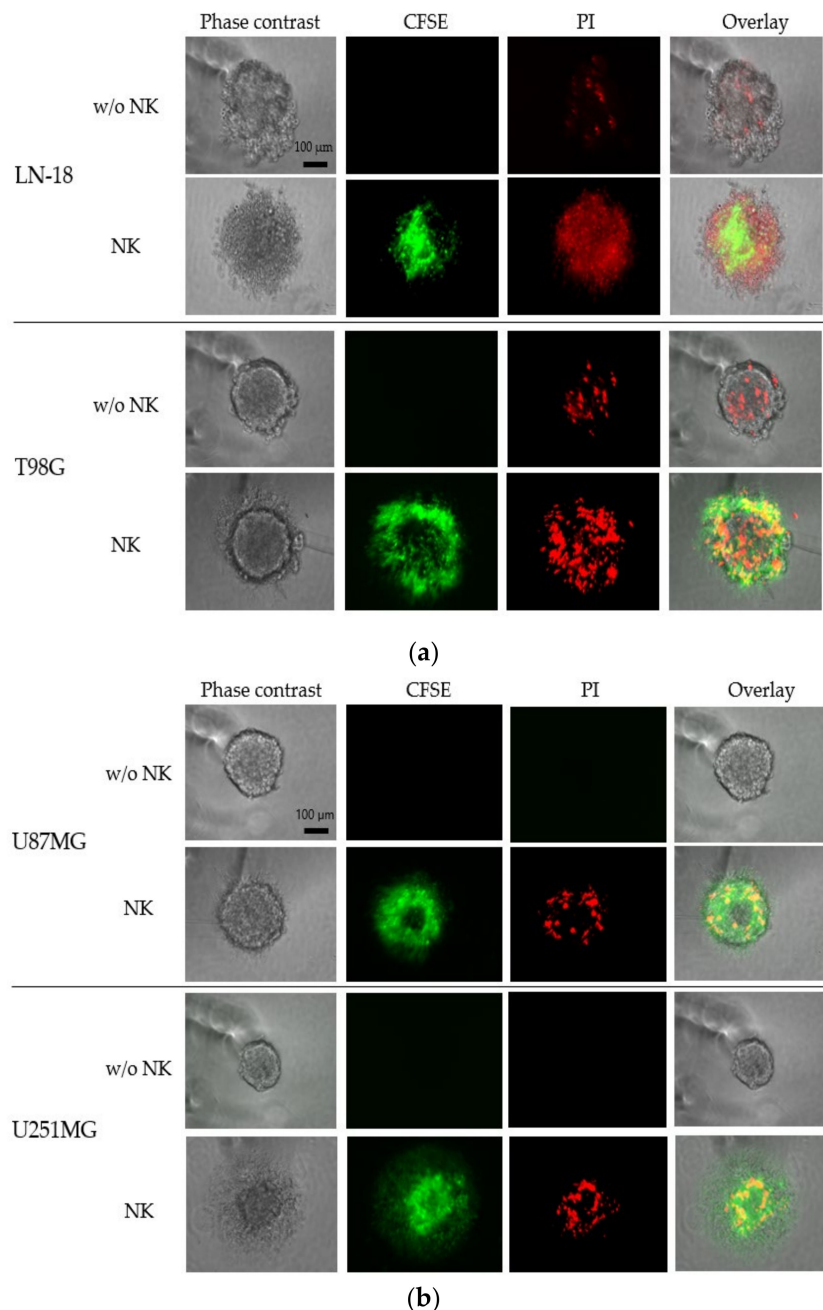 Phase contrast CFSE PI Overlay
w/o NK
100 μm
LN-18
NK
w/o NK
T98G
NK
(a)
Phase contrast CFSE PI Overlay
w/o NK
100 μm
U87MG
NK
w/o NK
U251MG
NK
(b)